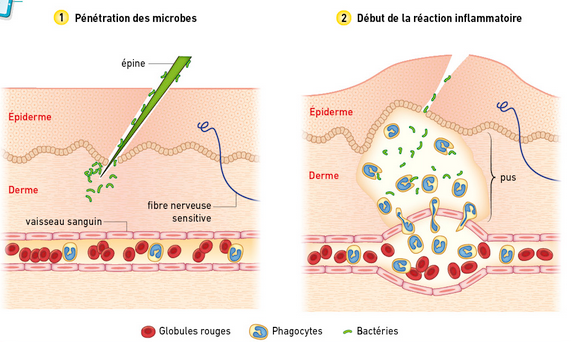 1 Pénétration des microbes
épine
Épiderme
Derme
fibre nerveuse
sensitive
vaisseau sanguin
2 Début de la réaction inflammatoire
Épiderme
Derme
pus
Globules rouges
Phagocytes
Bactéries